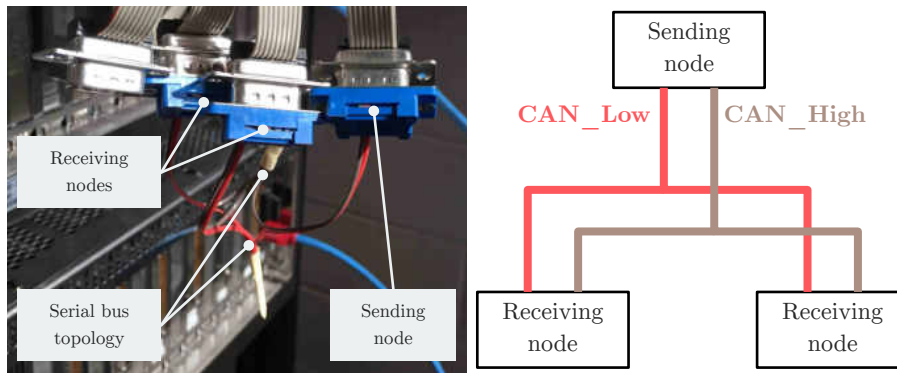 Receiving
nodes
Serial bus
topology
Sending
node
Sending
node
CAN_Low
CAN_High
Receiving
node
Receiving
node